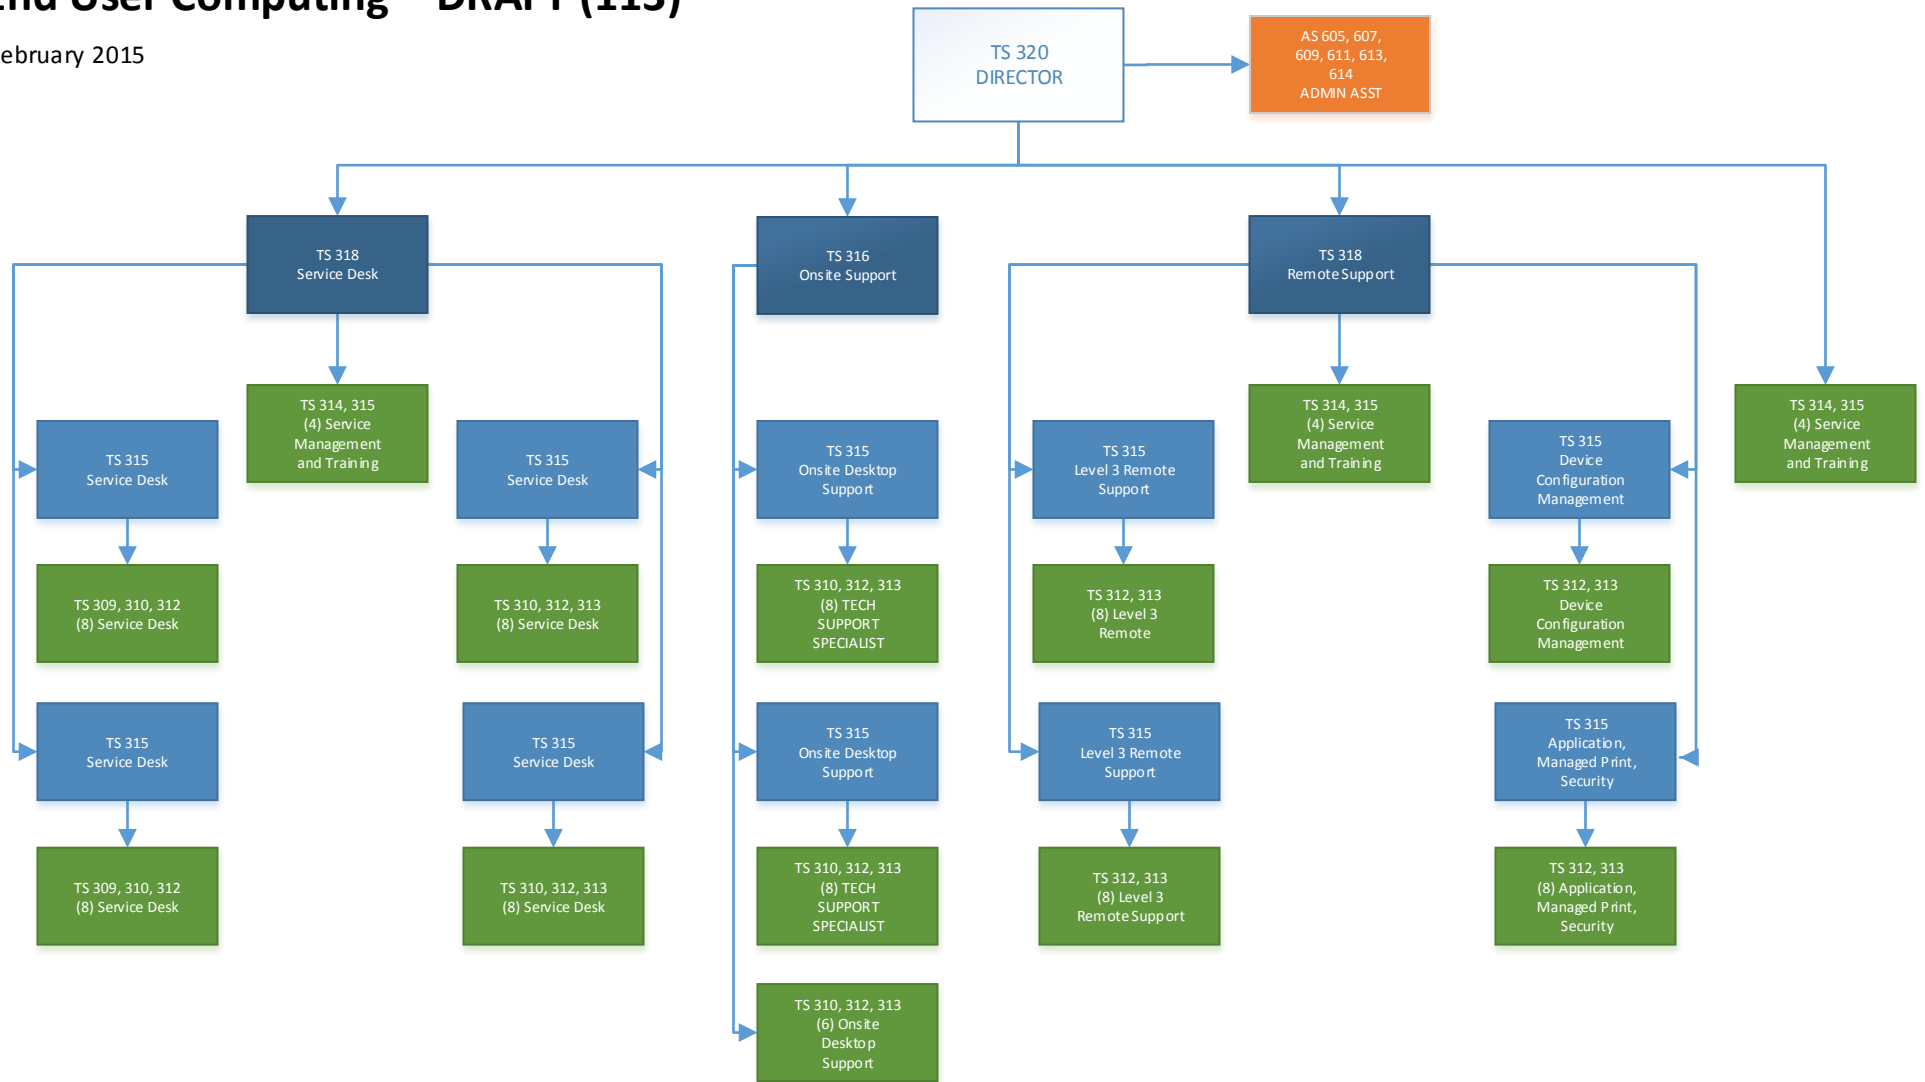 End User Computing – DRAFT (113)
February 2015
TS 320
DIRECTOR
AS 605, 607,
609, 611, 613,
614
ADMIN ASST
TS 318
Service Desk
TS 316
Onsite Support
TS 318
Remote Support
TS 314, 315
(4) Service
Management
and Training
TS 314, 315
(4) Service
Management
and Training
TS 314, 315
(4) Service
Management
and Training
TS 315
Service Desk
TS 315
Service Desk
TS 315
Onsite Desktop
Support
TS 315
Level 3 Remote
Support
TS 315
Device
Configuration
Management
TS 309, 310, 312
(8) Service Desk
TS 310, 312, 313
(8) Service Desk
TS 310, 312, 313
(8) TECH
SUPPORT
SPECIALIST
TS 312, 313
(8) Level 3
Remote
TS 312, 313
Device
Configuration
Management
TS 315
Service Desk
TS 315
Service Desk
TS 315
Onsite Desktop
Support
TS 315
Level 3 Remote
Support
TS 315
Application,
Managed Print,
Security
TS 309, 310, 312
(8) Service Desk
TS 310, 312, 313
(8) Service Desk
TS 310, 312, 313
(8) TECH
SUPPORT
SPECIALIST
TS 312, 313
(8) Level 3
Remote Support
TS 312, 313
(8) Application,
Managed Print,
Security
TS 310, 312, 313
(6) Onsite
Desktop
Support